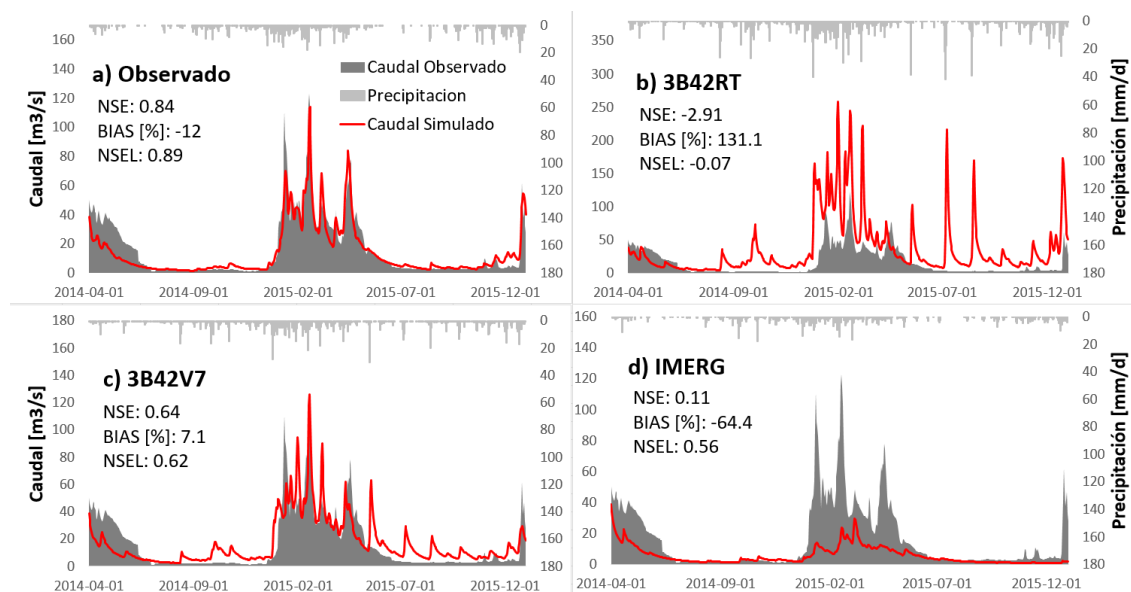 a) Observado
NSE: 0.84
BIAS [%]: -12
NSEL: 0.89
Caudal Observado
Precipitacion
Caudal Simulado
Caudal [m3/s]
160
140
120
100
80
60
40
20
0
0
20
40
60
80
100
120
140
160
180
2014-04-01 2014-09-01 2015-02-01 2015-07-01 2015-12-01
b) 3B42RT
NSE: -2.91
BIAS [%]: 131.1
NSEL: -0.07
350
300
250
200
150
100
50
0
0
20
40
60
80
100
120
140
160
180
Precipitación [mm/d]
2014-04-01 2014-09-01 2015-02-01 2015-07-01 2015-12-01
c) 3B42V7
NSE: 0.64
BIAS [%]: 7.1
NSEL: 0.62
Caudal [m3/s]
180
160
140
120
100
80
60
40
20
0
0
20
40
60
80
100
120
140
160
180
2014-04-01 2014-09-01 2015-02-01 2015-07-01 2015-12-01
d) IMERG
NSE: 0.11
BIAS [%]: -64.4
NSEL: 0.56
160
140
120
100
80
60
40
20
0
0
20
40
60
80
100
120
140
160
180
Precipitación [mm/d]
2014-04-01 2014-09-01 2015-02-01 2015-07-01 2015-12-01